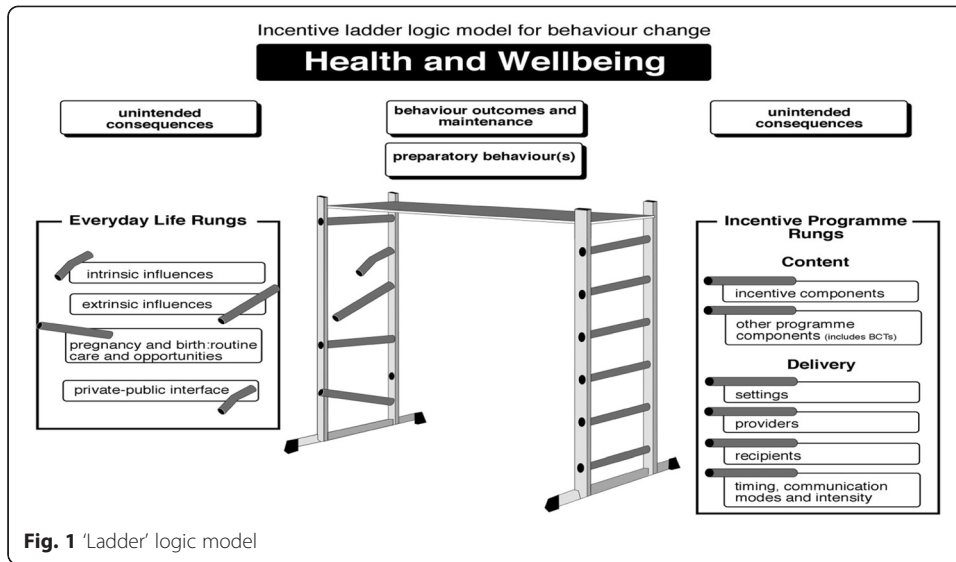 Incentive ladder logic model for behaviour change
Health and Wellbeing
unintended
consequences
behaviour outcomes and
maintenance
preparatory behaviour(s)
unintended
consequences
Everyday Life Rungs
intrinsic influences
extrinsic influences
pregnancy and birth:routine
care and opportunities
private-public interface
Incentive Programme
Rungs
Content
incentive components
other programme
components (includes BCTs)
Delivery
settings
providers
recipients
timing, communication
modes and intensity
Fig. 1 ‘Ladder’ logic model